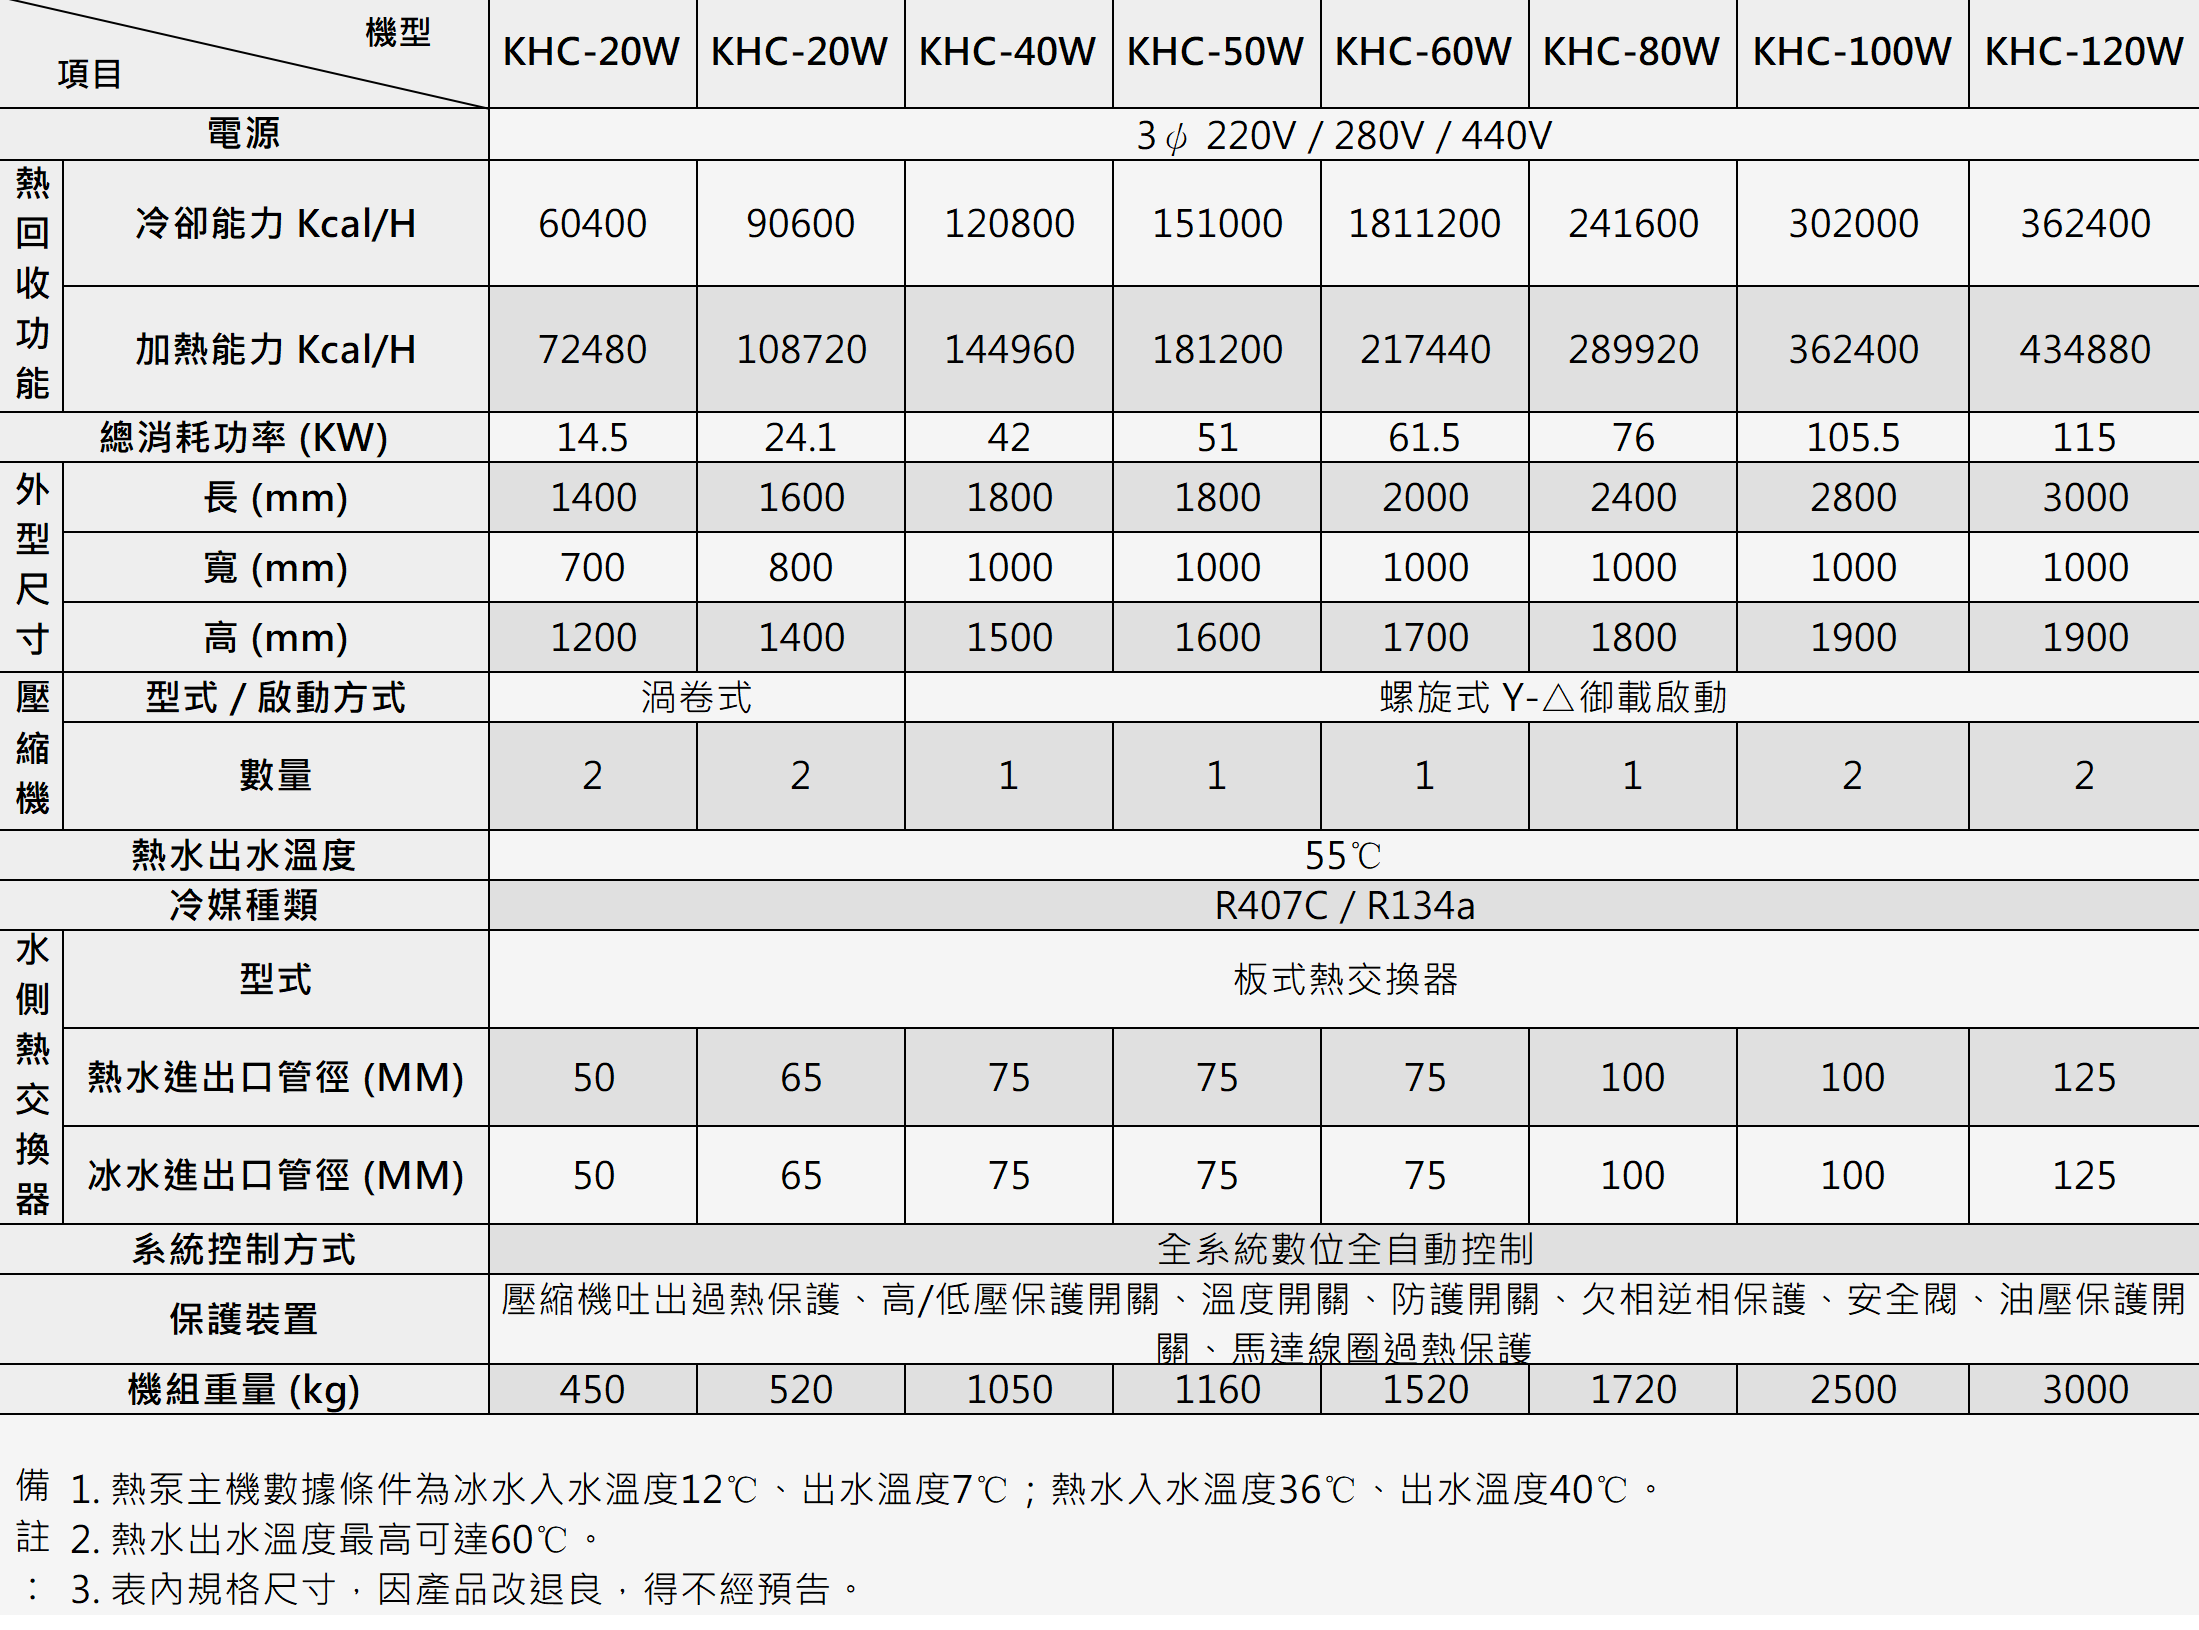 機型
項目
KHC-20W KHC-20W KHC-40W KHC-50W KHC-60W KHC-80W KHC-100W KHC-120W
電源 3ψ 220V / 280V / 440V
熱回收功能
冷卻能力 Kcal/H 60400 90600 120800 151000 1811200 241600 302000 362400
加熱能力 Kcal/H 72480 108720 144960 181200 217440 289920 362400 434880
總消耗功率 (KW) 14.5 24.1 42 51 61.5 76 105.5 115
外型尺寸
長 (mm) 1400 1600 1800 1800 2000 2400 2800 3000
寬 (mm) 700 800 1000 1000 1000 1000 1000 1000
高 (mm) 1200 1400 1500 1600 1700 1800 1900 1900
壓縮機
型式 / 啟動方式 渦卷式 螺旋式 Y-△御載啟動
數量 2 2 1 1 1 1 2 2
熱水出水溫度 55℃
冷媒種類 R407C / R134a
水側熱交換器
型式 板式熱交換器
熱水進出口管徑 (MM) 50 65 75 75 75 100 100 125
冰水進出口管徑 (MM) 50 65 75 75 75 100 100 125
系統控制方式 全系統數位全自動控制
保護裝置 壓縮機吐出過熱保護、高/低壓保護開關、溫度開關、防護開關、欠相逆相保護、安全閥、油壓保護開
關、馬達線圈過熱保護
機組重量 (kg) 450 520 1050 1160 1520 1720 2500 3000
備註：
1. 熱泵主機數據條件為冰水入水溫度12℃、出水溫度7℃；熱水入水溫度36℃、出水溫度40℃。
2. 熱水出水溫度最高可達60℃。
3. 表內規格尺寸，因產品改退良，得不經預告。